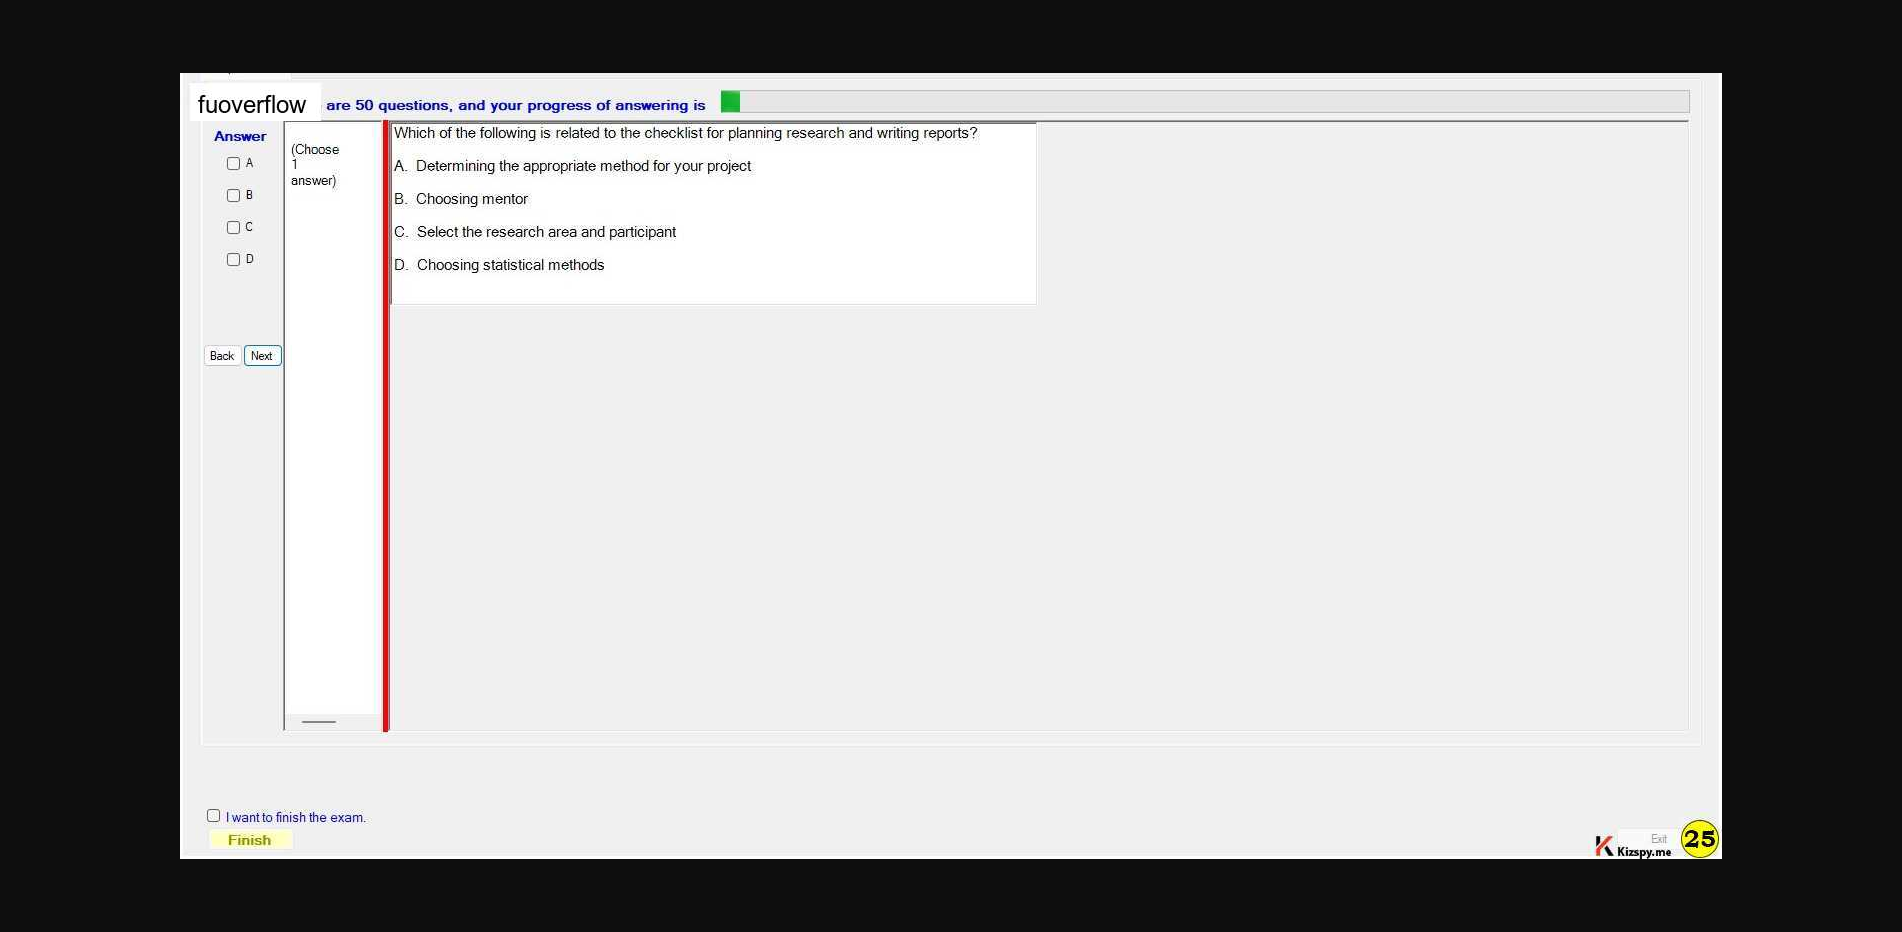 fuoverflow are 50 questions, and your progress of answering is
Answer
A
B
C
D
Back Next
(Choose
1
answer)
Which of the following is related to the checklist for planning research and writing reports?
A. Determining the appropriate method for your project
B. Choosing mentor
C. Select the research area and participant
D. Choosing statistical methods
I want to finish the exam.
Finish
Exit
Kizspy.me
25